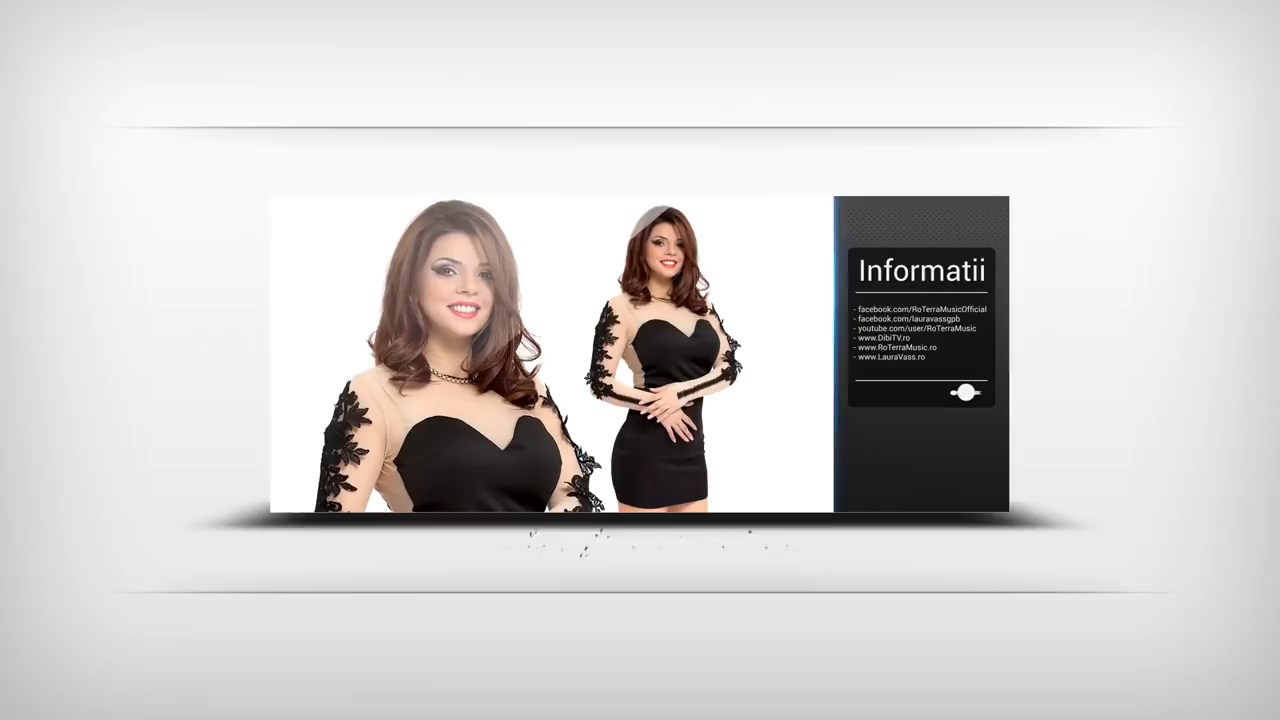 Informatii
- facebook.com/RoTerraMusicOfficial
- facebook.com/lauravassgpb
- youtube.com/user/RoTerraMusic
- www.DibiTV.ro
- www.RoTerraMusic.ro
- www.LauraVass.ro